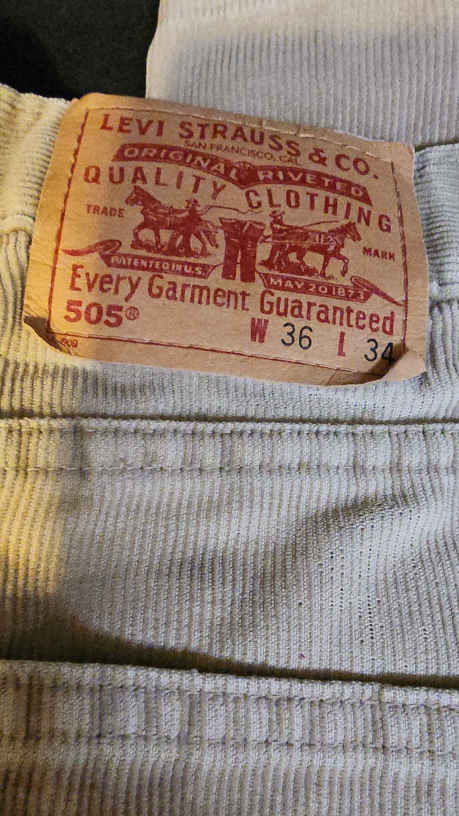 LEVI STRAUSS & CO.
SAN FRANCISCO, CAL.
ORIGINAL RIVETED
QUALITY CLOTHING
TRADE MARK
PATENTED IN U.S. MAY 20 1873
Every Garment Guaranteed
505®
W 36 L 34